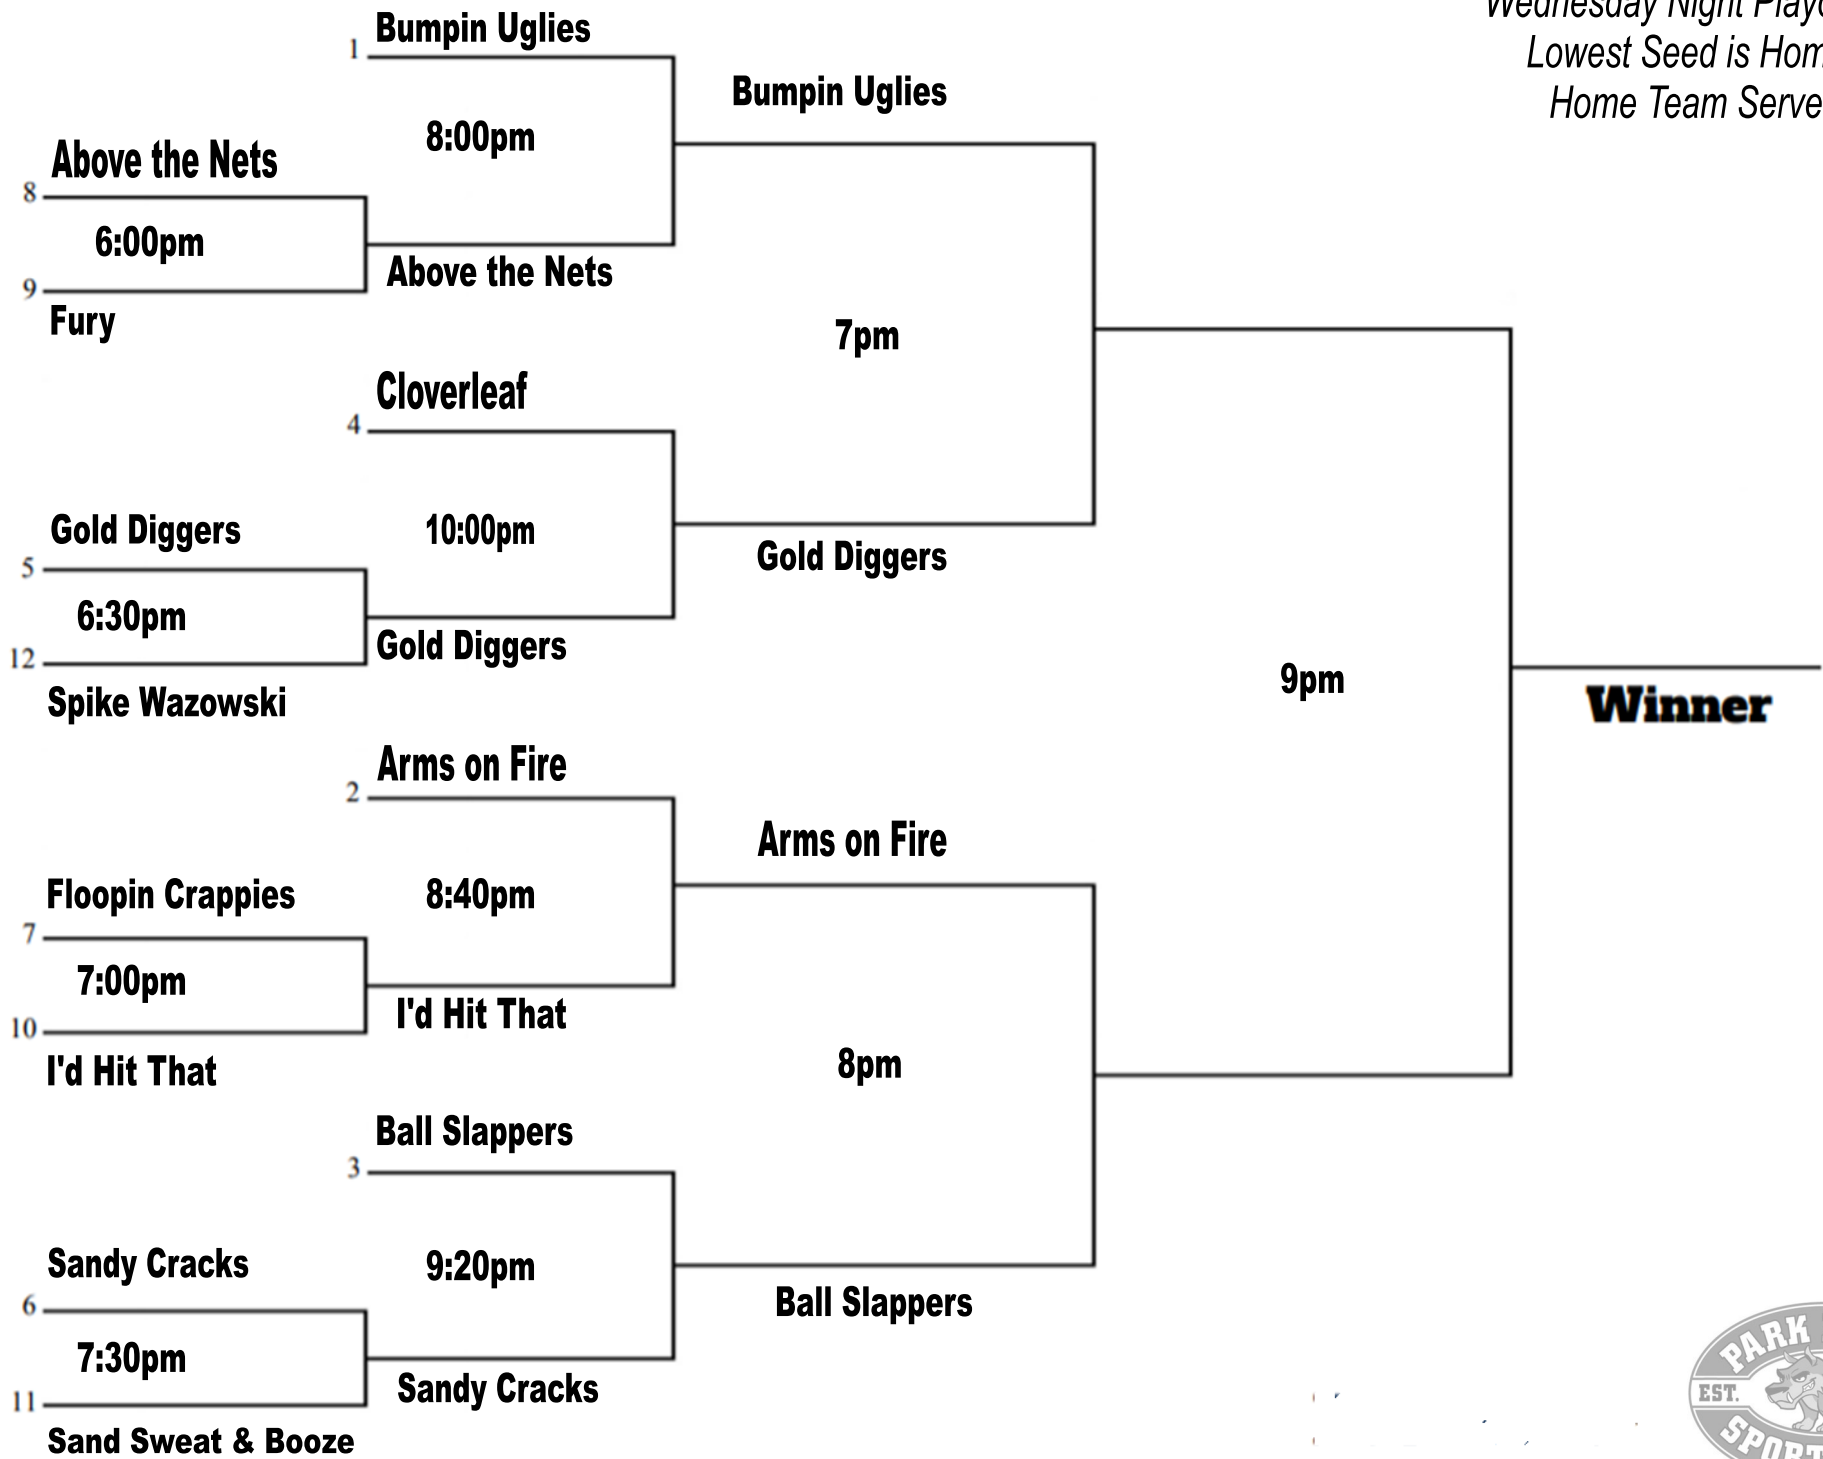 Wednesday Night Playo
Lowest Seed is Hom
Home Team Serve
1
Bumpin Uglies
8:00pm
Bumpin Uglies
Above the Nets
8
6:00pm
9
Fury
Above the Nets
7pm
Cloverleaf
4
10:00pm
Gold Diggers
5
6:30pm
12
Spike Wazowski
Gold Diggers
Gold Diggers
9pm
Winner
Arms on Fire
2
8:40pm
Arms on Fire
Floopin Crappies
7
7:00pm
10
I'd Hit That
I'd Hit That
8pm
Ball Slappers
3
9:20pm
Ball Slappers
Sandy Cracks
6
7:30pm
11
Sand Sweat & Booze
Sandy Cracks
PARK
EST.
SPORT